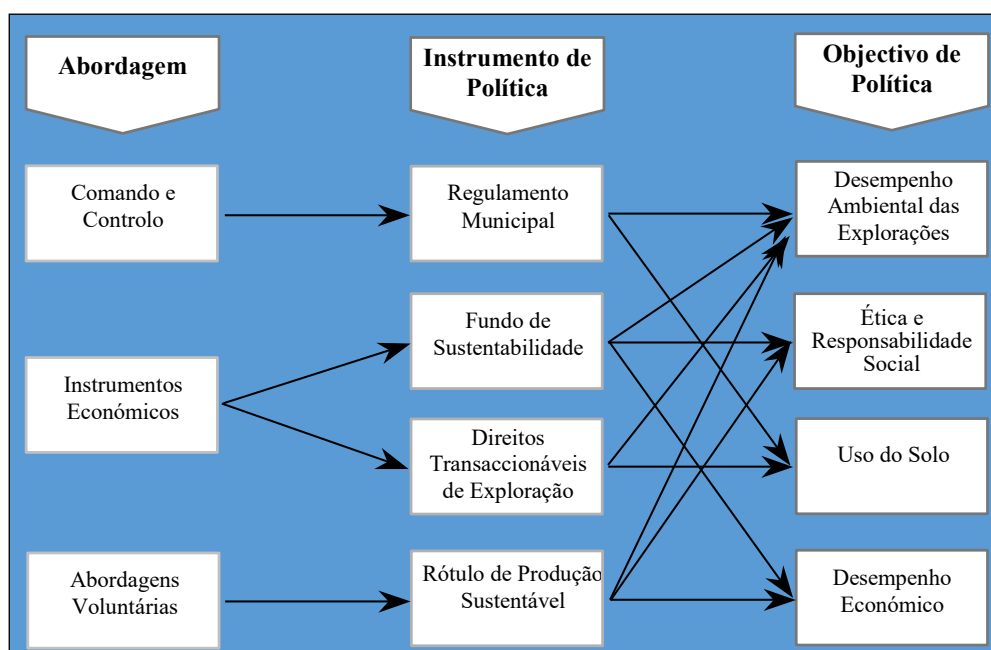 Abordagem
Instrumento de
Política
Objectivo de
Política
Comando e
Controlo
Regulamento
Municipal
Desempenho
Ambiental das
Explorações
Fundo de
Sustentabilidade
Ética e
Responsabilidade
Social
Instrumentos
Económicos
Direitos
Transaccionáveis
de Exploração
Uso do Solo
Abordagens
Voluntárias
Rótulo de Produção
Sustentável
Desempenho
Económico